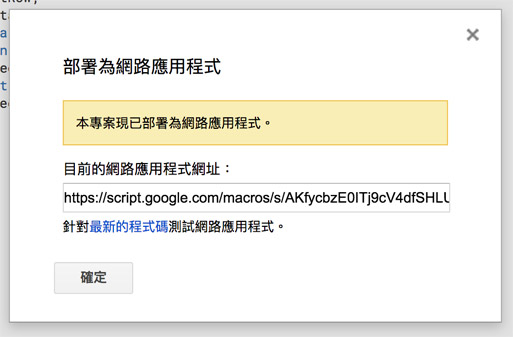 部署為網路應用程式
本專案現已部署為網路應用程式。
目前的網路應用程式網址：
https://script.google.com/macros/s/AKfycbzE0ITj9cV4dfSHLU
針對最新的程式碼測試網路應用程式。
確定